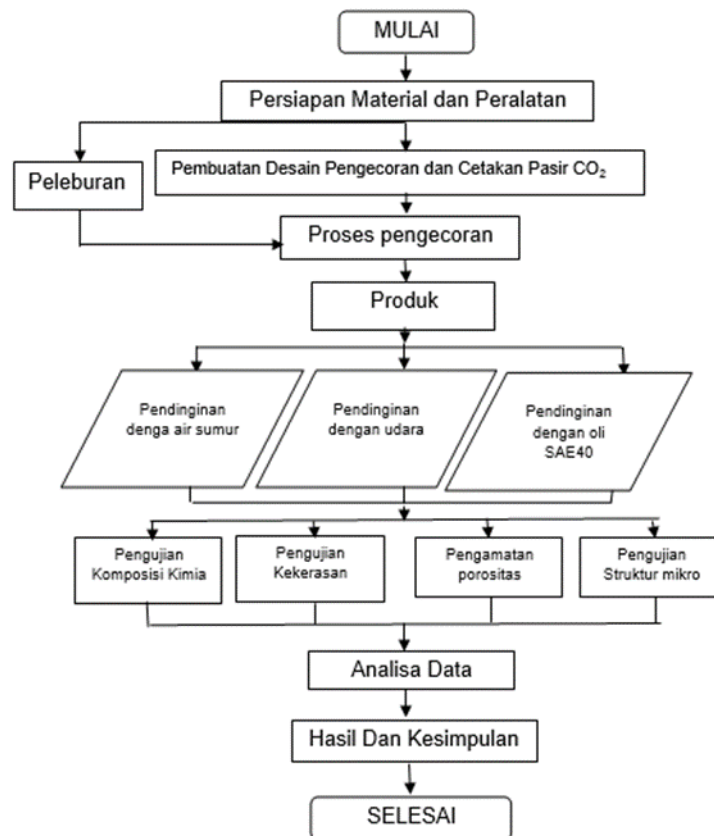 MULAI
Persiapan Material dan Peralatan
Peleburan
Pembuatan Desain Pengecoran dan Cetakan Pasir CO₂
Proses pengecoran
Produk
Pendinginan
denga air sumur
Pendinginan
dengan udara
Pendinginan
dengan oli
SAE40
Pengujian
Komposisi Kimia
Pengujian
Kekerasan
Pengamatan
porositas
Pengujian
Struktur mikro
Analisa Data
Hasil Dan Kesimpulan
SELESAI